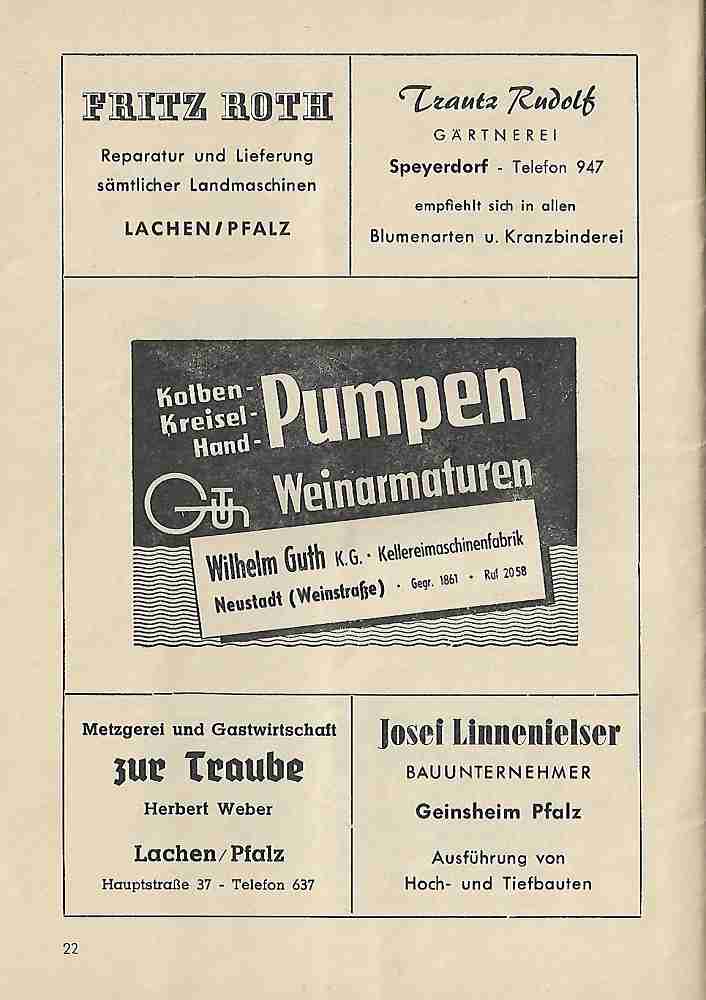 FRITZ ROTH
Reparatur und Lieferung
sämtlicher Landmaschinen
LACHEN/PFALZ
Trautz Rudolf
GÄRTNEREI
Speyerdorf - Telefon 947
empfiehlt sich in allen
Blumenarten u. Kranzbinderei
Kolben-
Kreisel-
Hand-
Pumpen
Guth
Weinarmaturen
Wilhelm Guth K.G. · Kellereimaschinenfabrik
Neustadt (Weinstraße) · Gegr. 1861 · Ruf 2058
Metzgerei und Gastwirtschaft
zur Traube
Herbert Weber
Lachen/Pfalz
Hauptstraße 37 - Telefon 637
Josef Linnenfelser
BAUUNTERNEHMER
Geinsheim Pfalz
Ausführung von
Hoch- und Tiefbauten
22